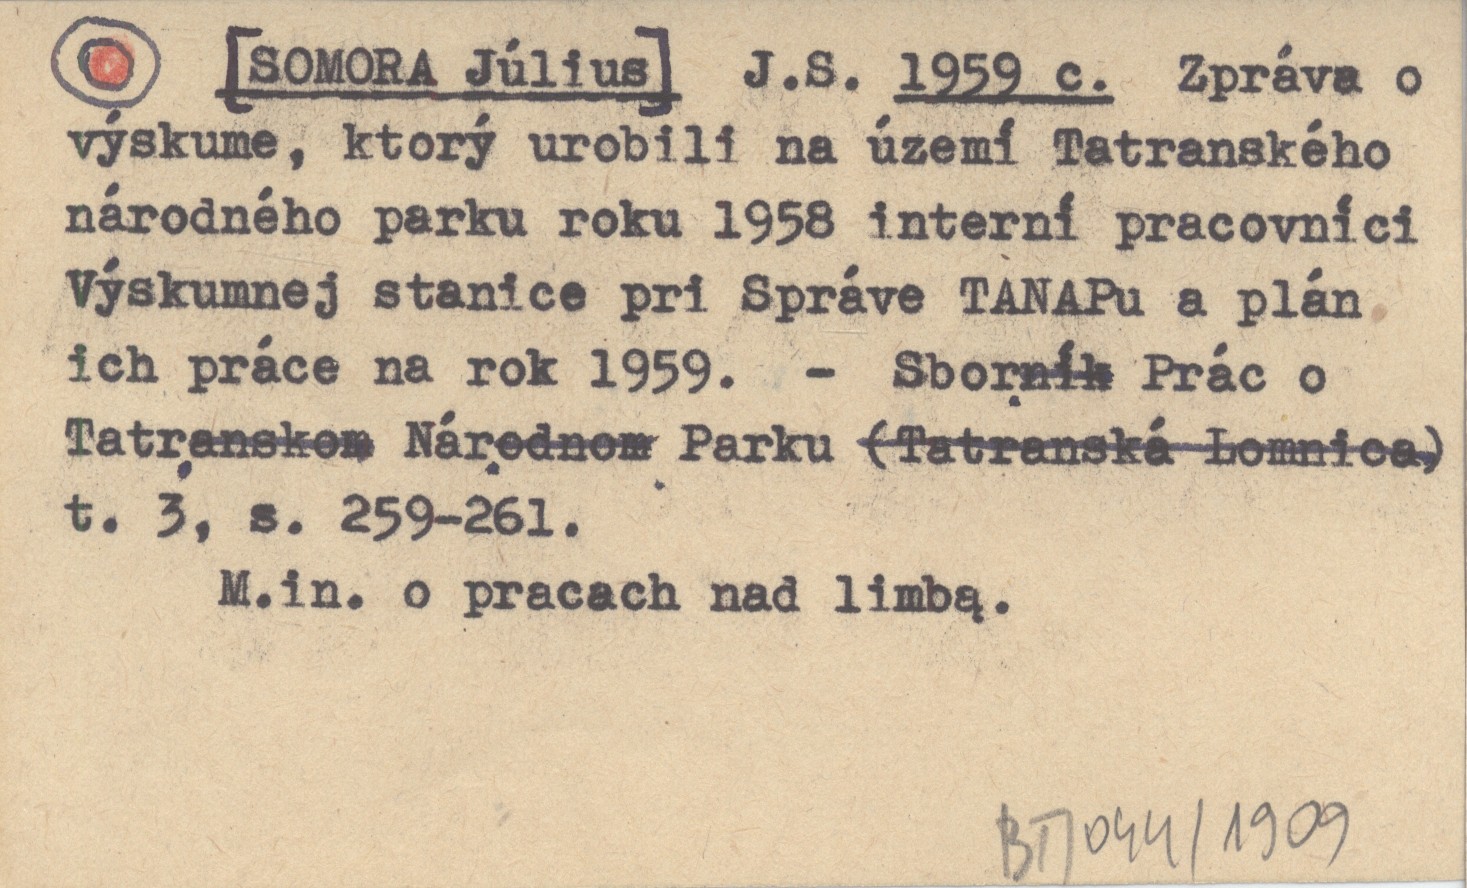 [SOMORA Július] J.S. 1959 c. Zpráva o
výskume, ktorý urobili na území Tatranského
národného parku roku 1958 interní pracovníci
Výskumnej stanice pri Správe TANAPu a plán
ich práce na rok 1959. - Sborník Prác o
Tatranskom Národnom Parku (Tatranská Lomnica)
t. 3, s. 259-261.
M.in. o pracach nad limbą.
044/1909